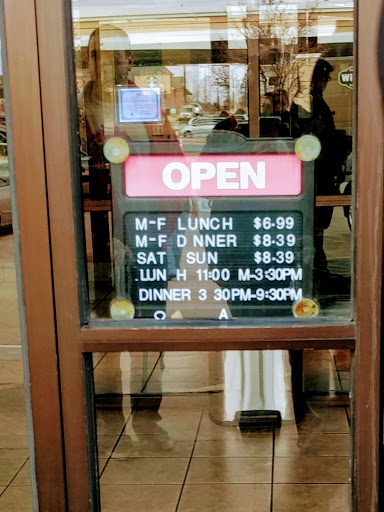 OPEN
M-F LUNCH $6-99
M-F D NNER $8-39
SAT SUN $8-39
LUN H 11:00 M-3:30PM
DINNER 3 30PM-9:30PM